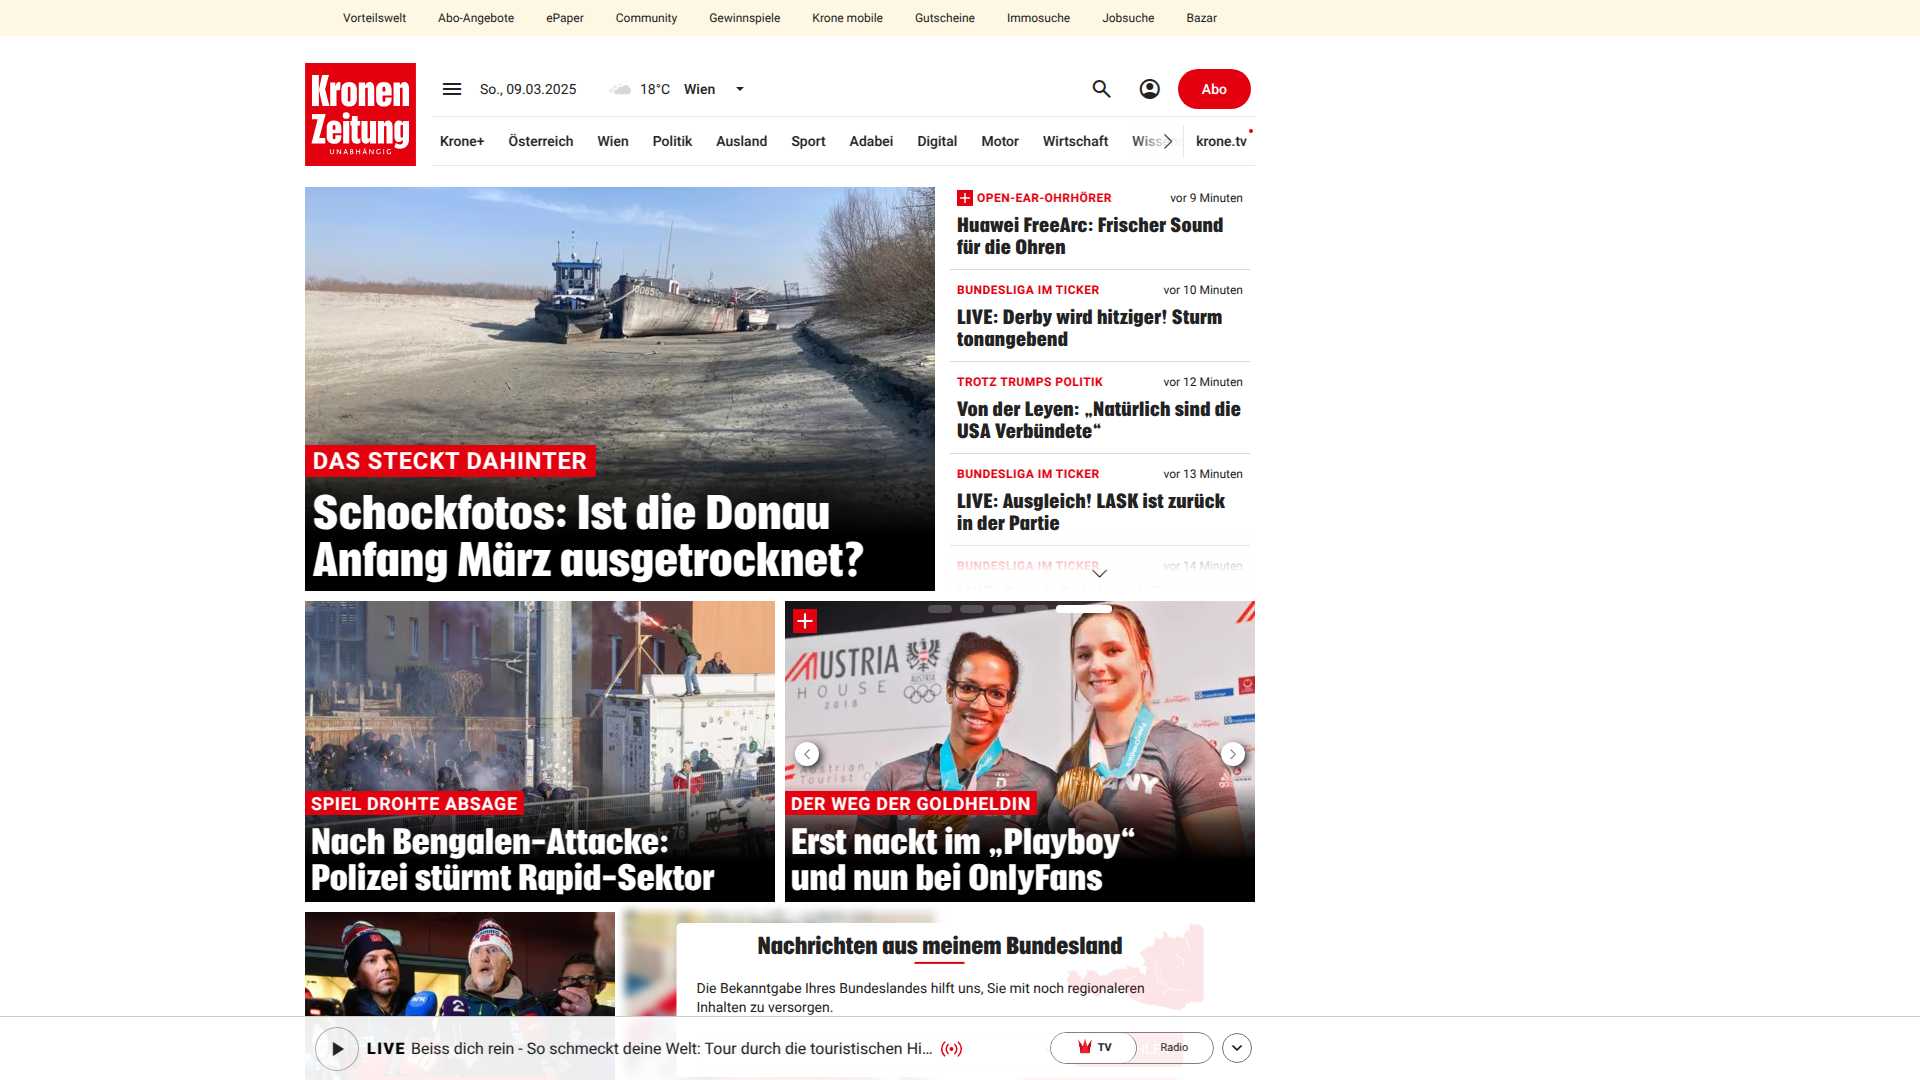 Vorteilswelt Abo-Angebote ePaper Community Gewinnspiele Krone mobile Gutscheine Immosuche Jobsuche Bazar
Kronen
Zeitung
UNABHÄNGIG
So., 09.03.2025 18°C Wien
Abo
Krone+ Österreich Wien Politik Ausland Sport Adabei Digital Motor Wirtschaft krone.tv
10065
DAS STECKT DAHINTER
Schockfotos: Ist die Donau
Anfang März ausgetrocknet?
OPEN-EAR-OHRHÖRER vor 9 Minuten
Huawei FreeArc: Frischer Sound
für die Ohren
BUNDESLIGA IM TICKER vor 10 Minuten
LIVE: Derby wird hitziger! Sturm
tonangebend
TROTZ TRUMPS POLITIK vor 12 Minuten
Von der Leyen: „Natürlich sind die
USA Verbündete“
BUNDESLIGA IM TICKER vor 13 Minuten
LIVE: Ausgleich! LASK ist zurück
in der Partie
BUNDESLIGA IM TICKER vor 14 Minuten
SPIEL DROHTE ABSAGE
Nach Bengalen-Attacke:
Polizei stürmt Rapid-Sektor
AUSTRIA
HOUSE
2018
AUSTRIA
Austrian
Tourist
DER WEG DER GOLDHELDIN
Erst nackt im „Playboy“
und nun bei OnlyFans
Nachrichten aus meinem Bundesland
Die Bekanntgabe Ihres Bundeslandes hilft uns, Sie mit noch regionaleren
Inhalten zu versorgen.
LIVE Beiss dich rein - So schmeckt deine Welt: Tour durch die touristischen Hi...
TV Radio